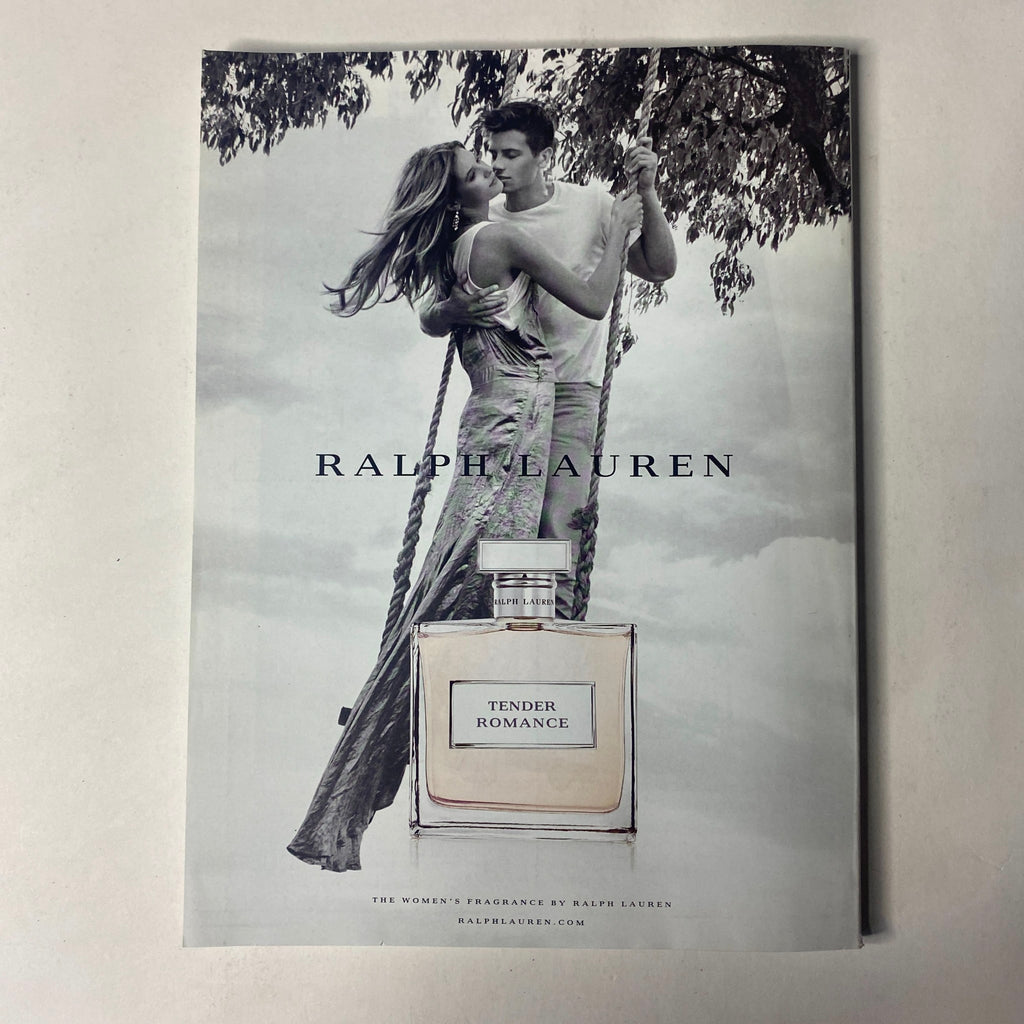 RALPH LAUREN
RALPH LAUREN
TENDER
ROMANCE
THE WOMEN'S FRAGRANCE BY RALPH LAUREN
RALPHLAUREN.COM